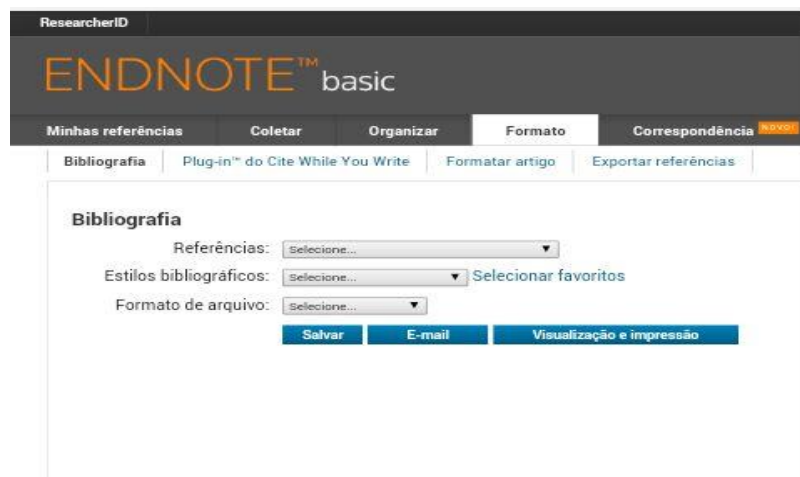 ResearcherID
ENDNOTE™ basic
Minhas referências Coletar Organizar Formato Correspondência NOVO!
Bibliografia Plug-in™ do Cite While You Write Formatar artigo Exportar referências
Bibliografia
Referências: Selecione...
Estilos bibliográficos: Selecione... Selecionar favoritos
Formato de arquivo: Selecione...
Salvar E-mail Visualização e impressão